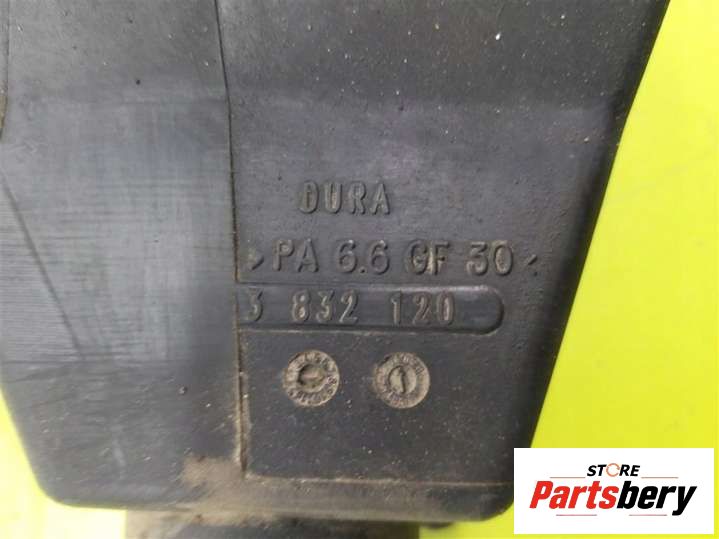 DURA
>PA 6.6 GF 30<
3 832 120
STORE
Partsbery